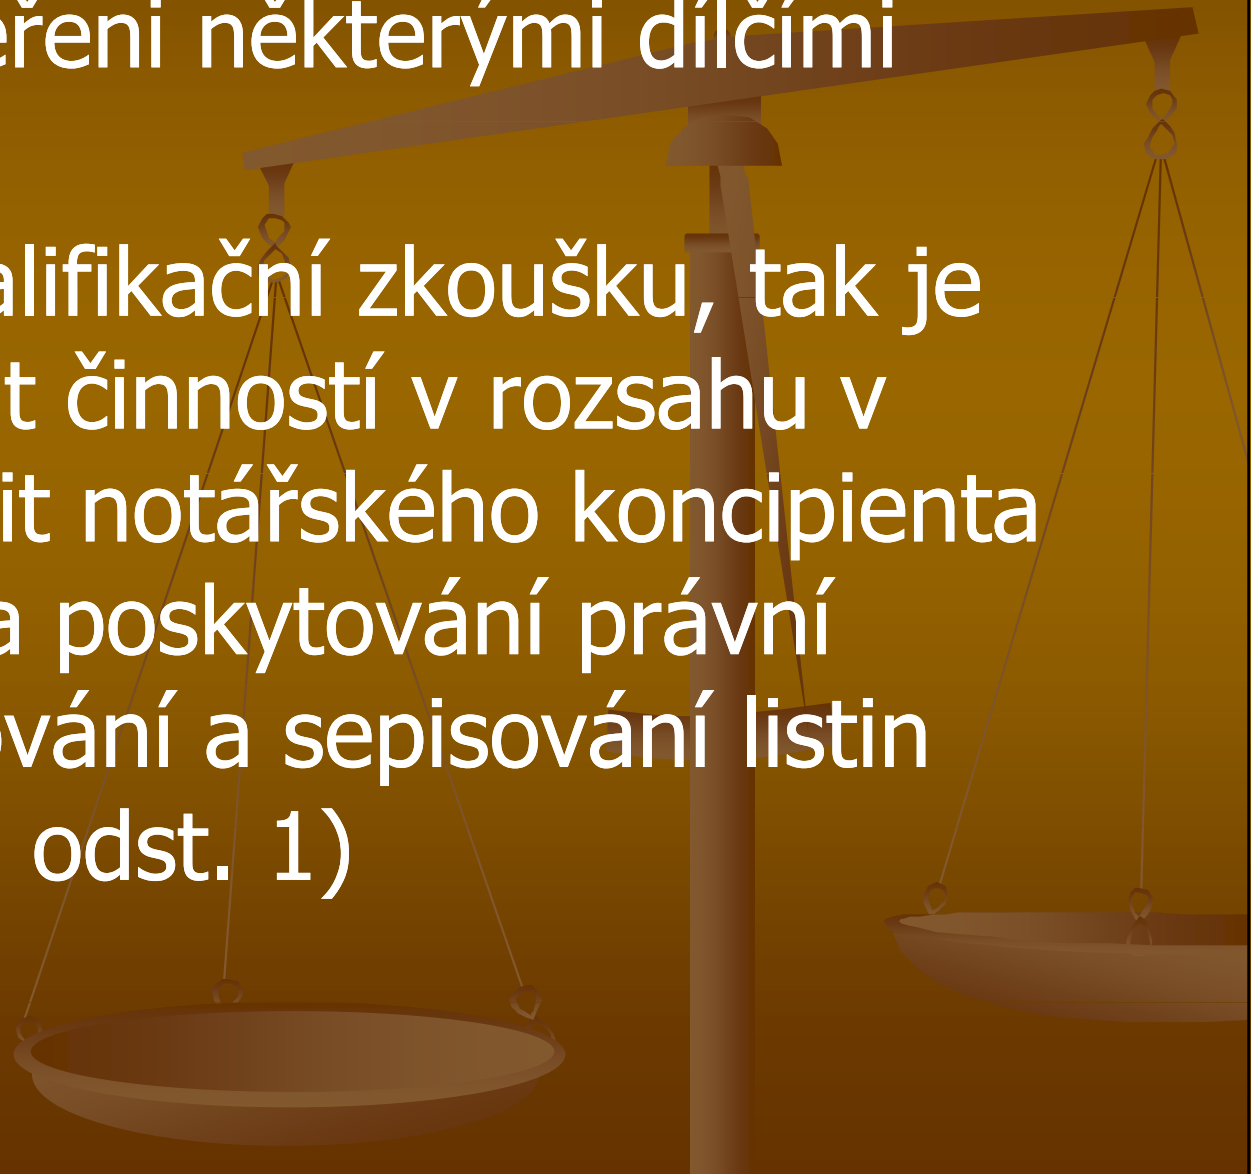 ěřeni některými dílčími
alifikační zkoušku, tak je
t činností v rozsahu v
it notářského koncipienta
a poskytování právní
ování a sepisování listin
odst. 1)